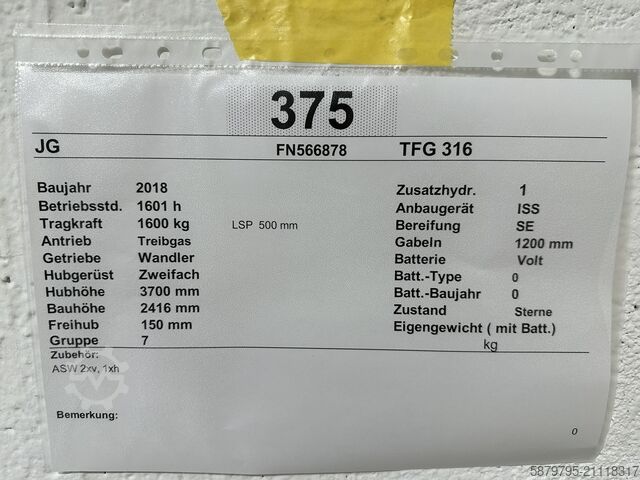 375
JG FN566878 TFG 316
Baujahr 2018
Betriebsstd. 1601 h
Tragkraft 1600 kg LSP 500 mm
Antrieb Treibgas
Getriebe Wandler
Hubgerüst Zweifach
Hubhöhe 3700 mm
Bauhöhe 2416 mm
Freihub 150 mm
Gruppe 7
Zusatzhydr. 1
Anbaugerät ISS
Bereifung SE
Gabeln 1200 mm
Batterie Volt
Batt.-Type 0
Batt.-Baujahr 0
Zustand Sterne
Eigengewicht ( mit Batt.)
kg
Zubehör:
ASW 2xv, 1xh
Bemerkung:
0
5879795-21118317